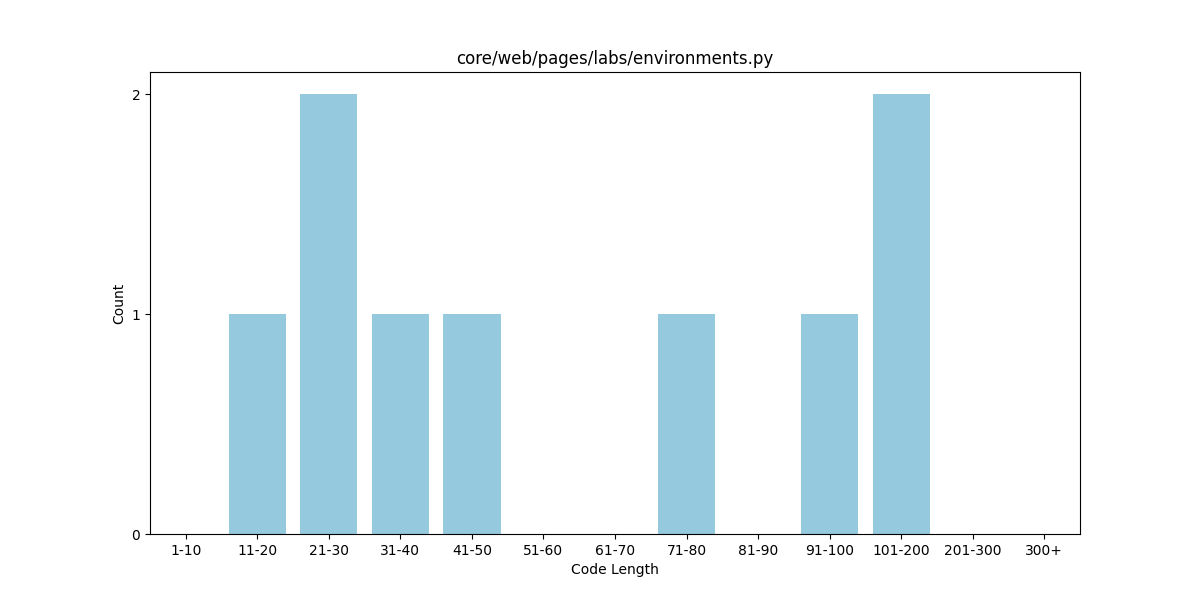 core/web/pages/labs/environments.py
2
1
0
Count
1-10 11-20 21-30 31-40 41-50 51-60 61-70 71-80 81-90 91-100 101-200 201-300 300+
Code Length